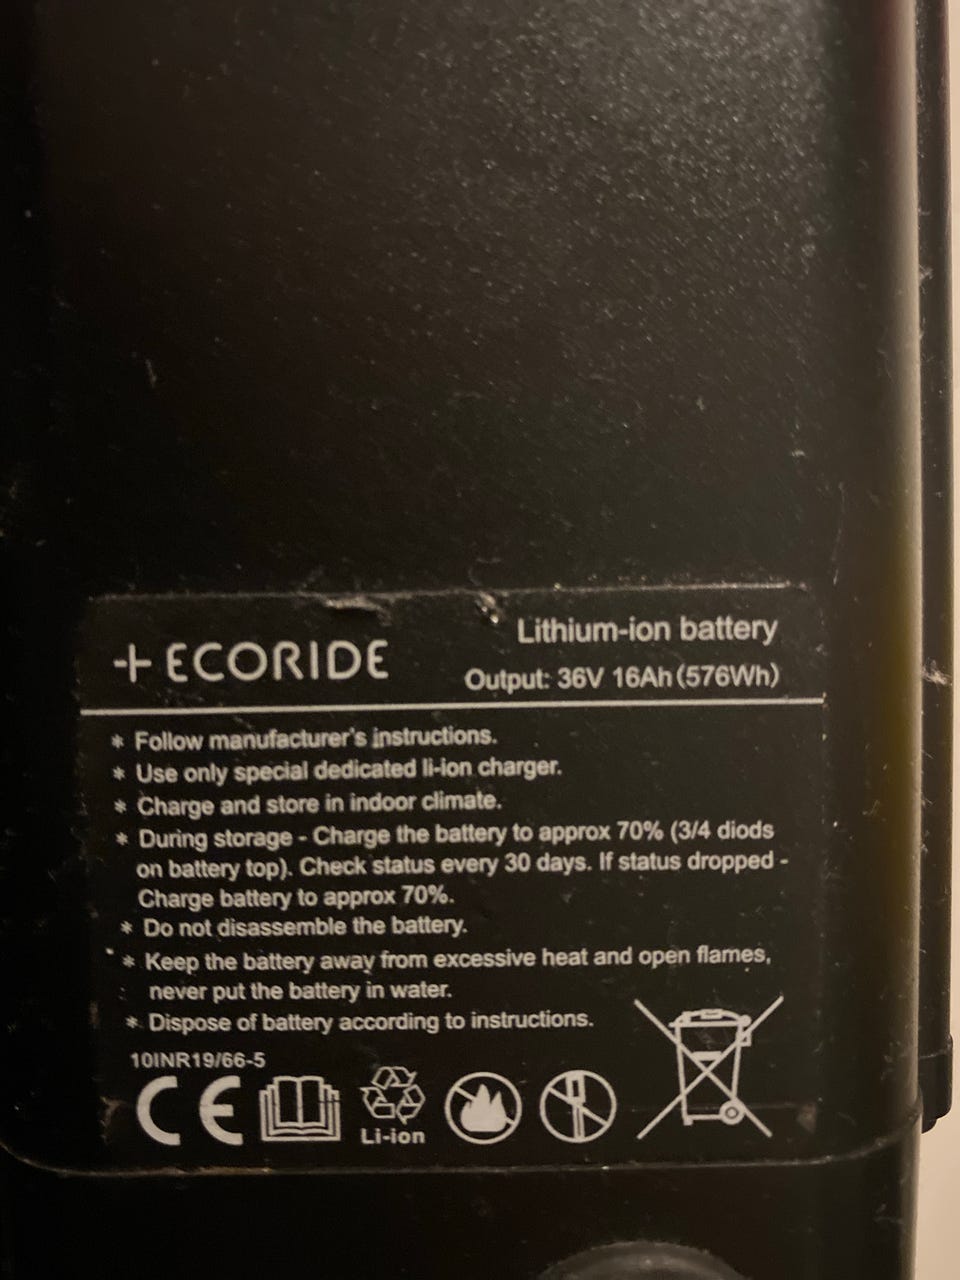 +ECORIDE
Lithium-ion battery
Output: 36V 16Ah (576Wh)
* Follow manufacturer's instructions.
* Use only special dedicated li-ion charger.
* Charge and store in indoor climate.
* During storage - Charge the battery to approx 70% (3/4 diods
on battery top). Check status every 30 days. If status dropped -
Charge battery to approx 70%.
* Do not disassemble the battery.
* Keep the battery away from excessive heat and open flames,
never put the battery in water.
* Dispose of battery according to instructions.
10INR19/66-5
CE
Li-ion